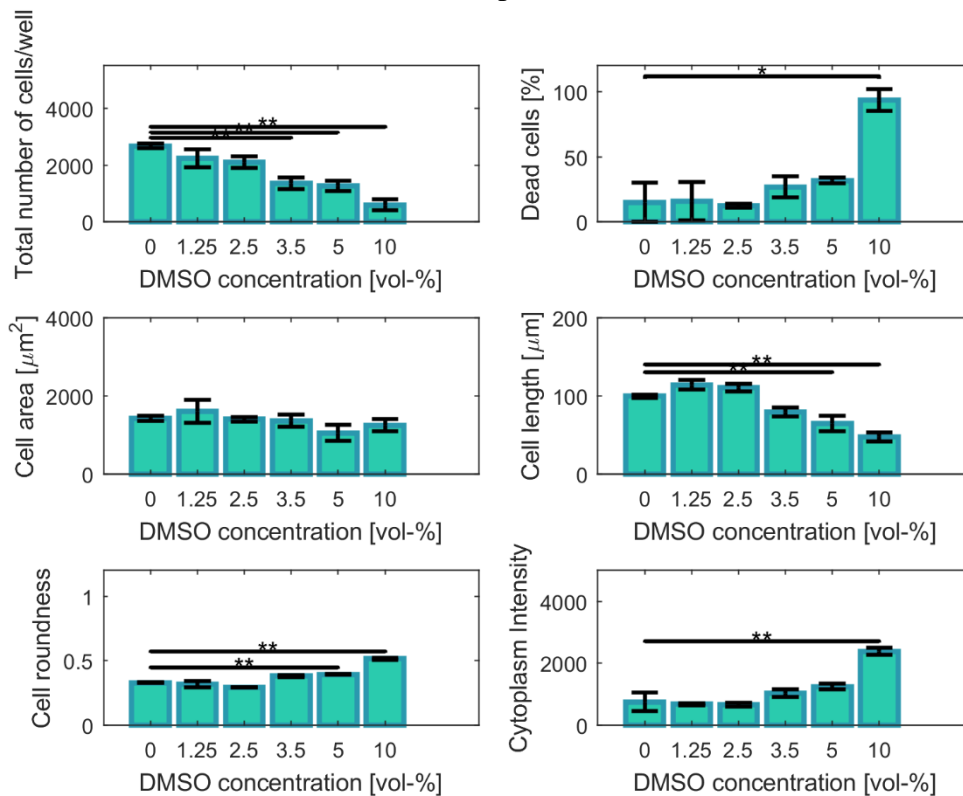 Total number of cells/well
4000
2000
0
** ** **
0 1.25 2.5 3.5 5 10
DMSO concentration [vol-%]
Dead cells [%]
100
50
0
*
0 1.25 2.5 3.5 5 10
DMSO concentration [vol-%]
Cell area [μm²]
4000
2000
0
0 1.25 2.5 3.5 5 10
DMSO concentration [vol-%]
Cell length [μm]
200
100
0
**
**
0 1.25 2.5 3.5 5 10
DMSO concentration [vol-%]
Cell roundness
1
0.5
0
**
**
0 1.25 2.5 3.5 5 10
DMSO concentration [vol-%]
Cytoplasm Intensity
4000
2000
0
**
0 1.25 2.5 3.5 5 10
DMSO concentration [vol-%]